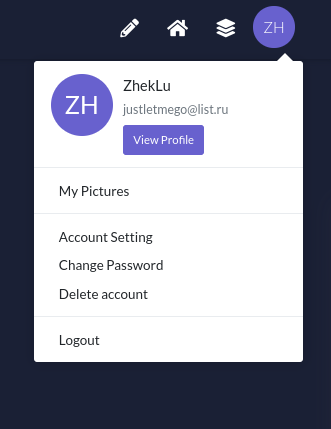 ZH
ZH
ZhekLu
justletmego@list.ru
View Profile
My Pictures
Account Setting
Change Password
Delete account
Logout